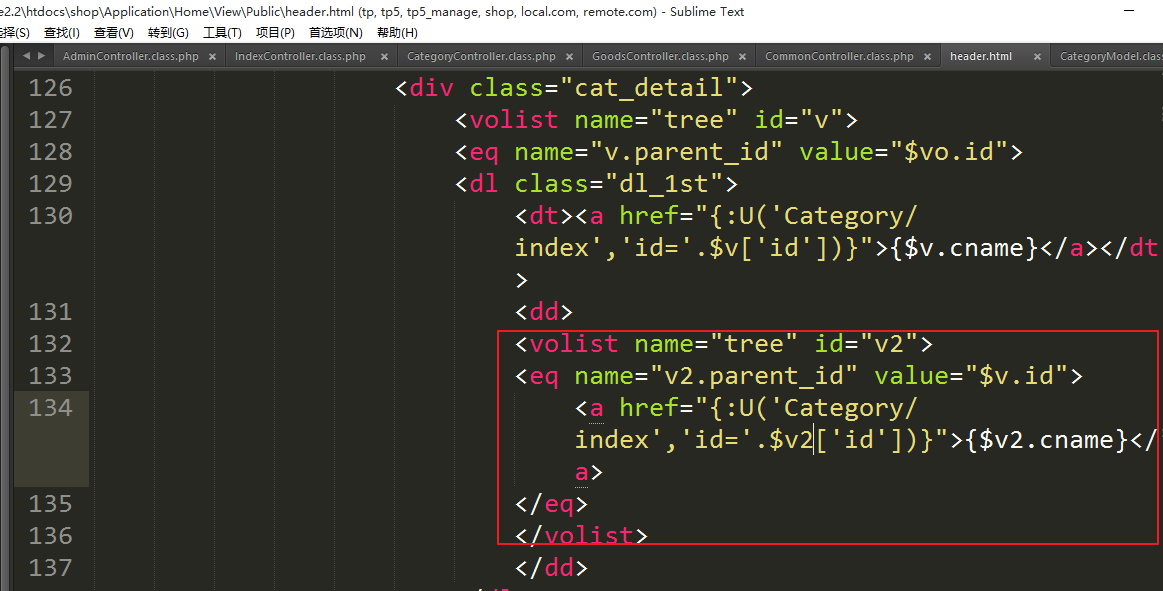 e2.2\htdocs\shop\Application\Home\View\Public\header.html (tp, tp5, tp5_manage, shop, local.com, remote.com) - Sublime Text
选择(S) 查找(I) 查看(V) 转到(G) 工具(T) 项目(P) 首选项(N) 帮助(H)
AdminController.class.php × IndexController.class.php × CategoryController.class.php × GoodsController.class.php × CommonController.class.php × header.html × CategoryModel.class
126 <div class="cat_detail">
127 <volist name="tree" id="v">
128 <eq name="v.parent_id" value="$vo.id">
129 <dl class="dl_1st">
130 <dt><a href="{:U('Category/
index','id='.$v['id'])}">{$v.cname}</a></dt
>
131 <dd>
132 <volist name="tree" id="v2">
133 <eq name="v2.parent_id" value="$v.id">
134 <a href="{:U('Category/
index','id='.$v2['id'])}">{$v2.cname}</
a>
135 </eq>
136 </volist>
137 </dd>